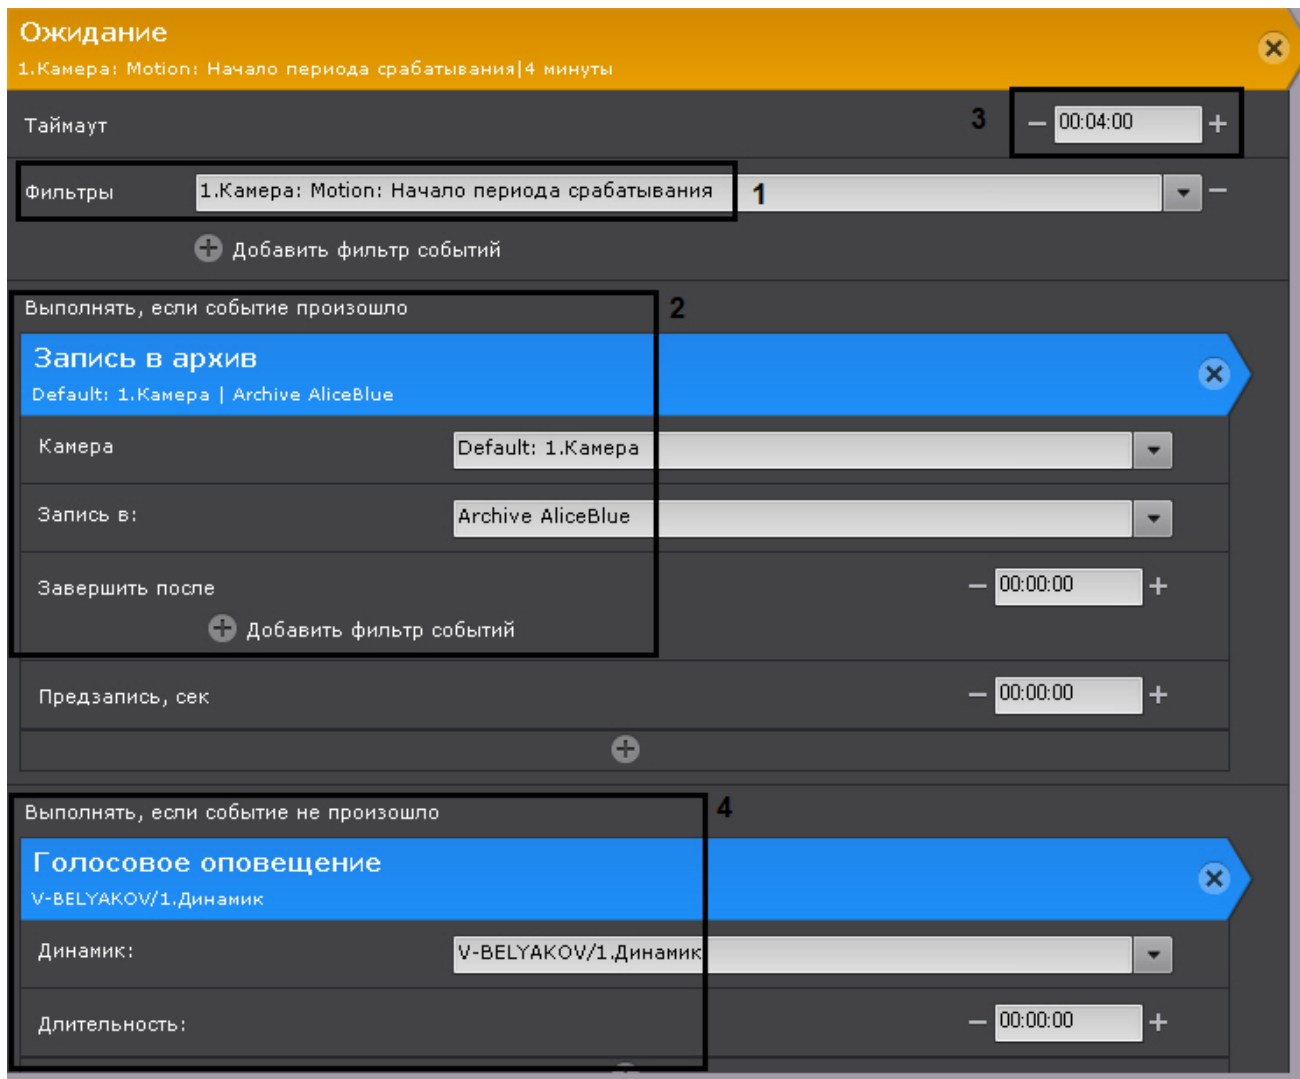 Ожидание
1.Камера: Motion: Начало периода срабатывания|4 минуты
Таймаут 3 00:04:00
Фильтры 1.Камера: Motion: Начало периода срабатывания 1
Добавить фильтр событий
Выполнять, если событие произошло 2
Запись в архив
Default: 1.Камера | Archive AliceBlue
Камера Default: 1.Камера
Запись в: Archive AliceBlue
Завершить после 00:00:00
Добавить фильтр событий
Предзапись, сек 00:00:00
Выполнять, если событие не произошло 4
Голосовое оповещение
V-BELYAKOV/1.Динамик
Динамик: V-BELYAKOV/1.Динамик
Длительность: 00:00:00